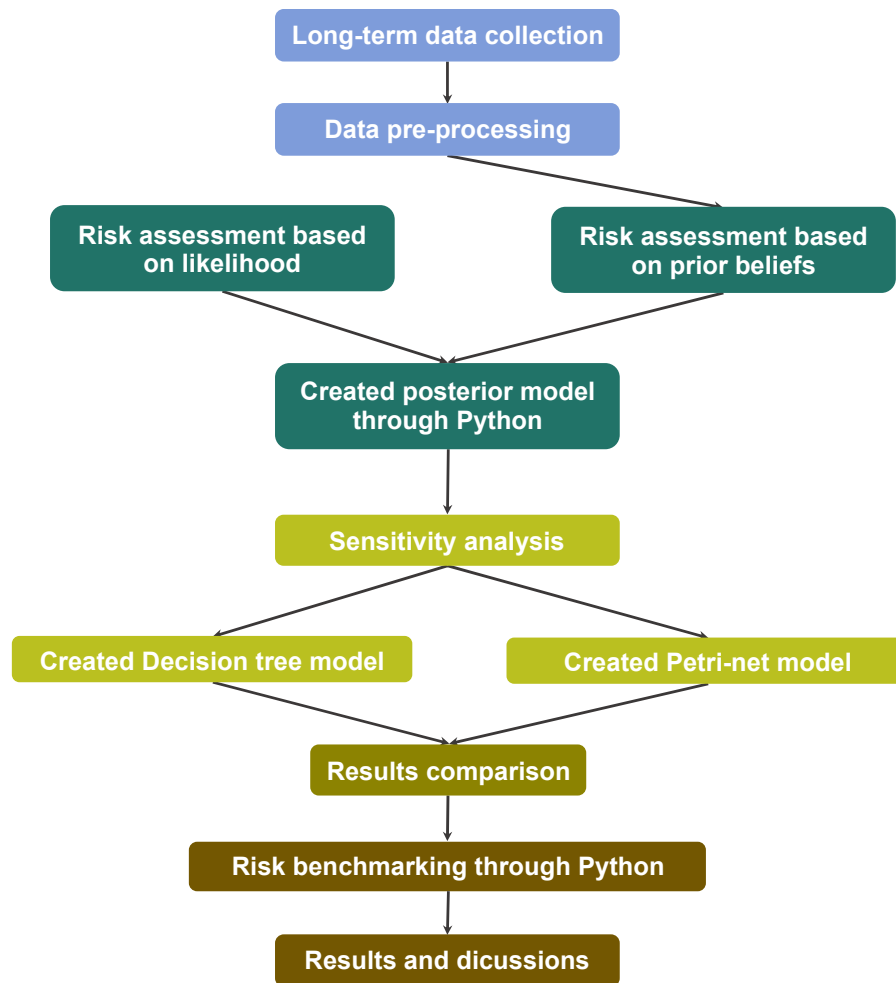 Long-term data collection
Data pre-processing
Risk assessment based
on likelihood
Risk assessment based
on prior beliefs
Created posterior model
through Python
Sensitivity analysis
Created Decision tree model
Created Petri-net model
Results comparison
Risk benchmarking through Python
Results and dicussions